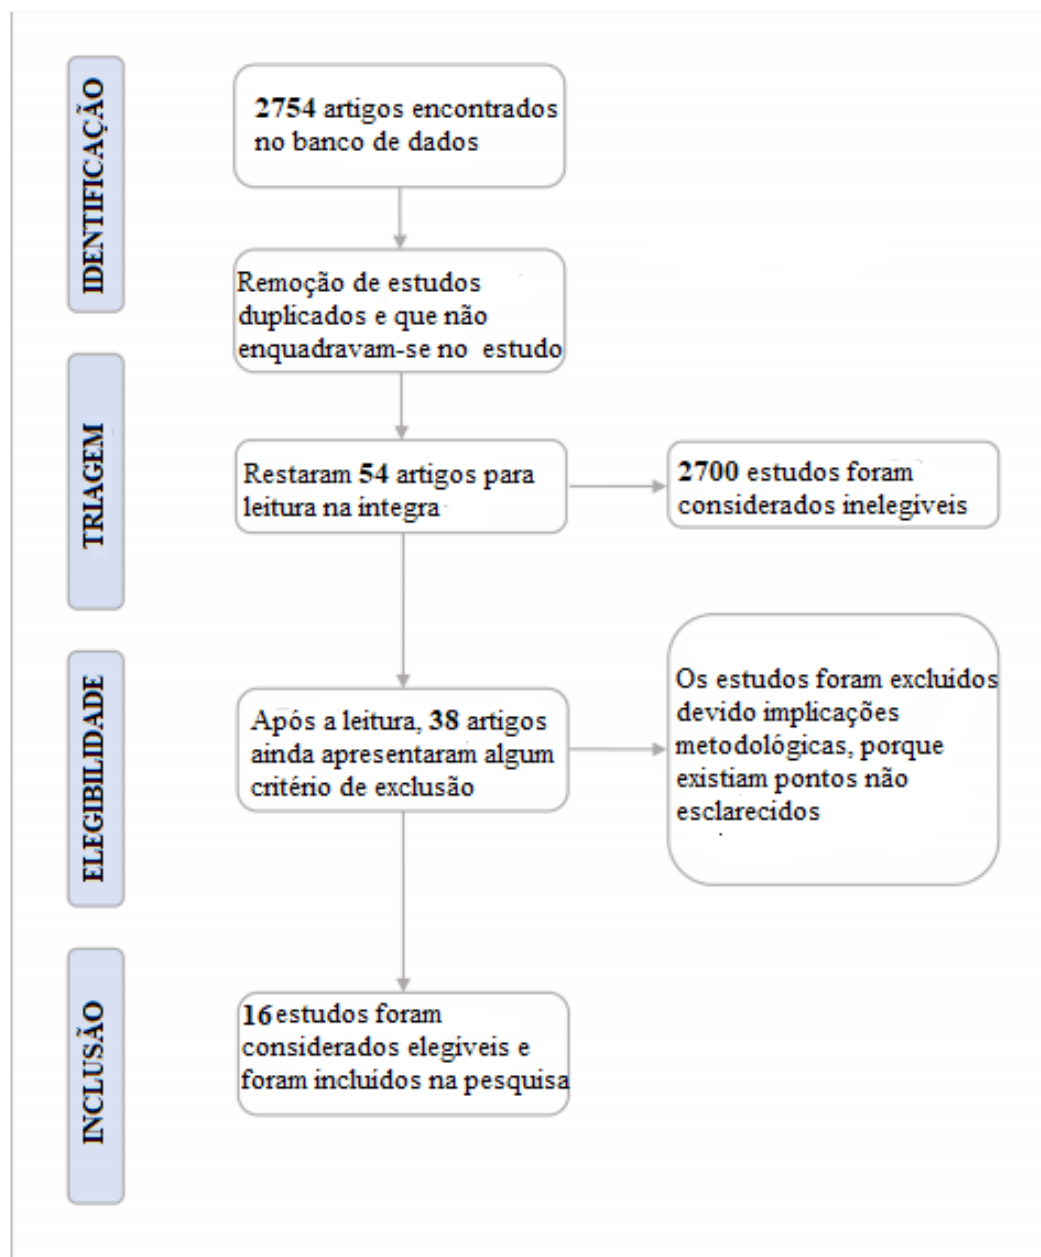 IDENTIFICAÇÃO
2754 artigos encontrados
no banco de dados
Remoção de estudos
duplicados e que não
enquadravam-se no estudo
TRIAGEM
Restaram 54 artigos para
leitura na íntegra
2700 estudos foram
considerados inelegíveis
ELEGIBILIDADE
Após a leitura, 38 artigos
ainda apresentaram algum
critério de exclusão
Os estudos foram excluídos
devido implicações
metodológicas, porque
existiam pontos não
esclarecidos
.
INCLUSÃO
16 estudos foram
considerados elegíveis e
foram incluídos na pesquisa